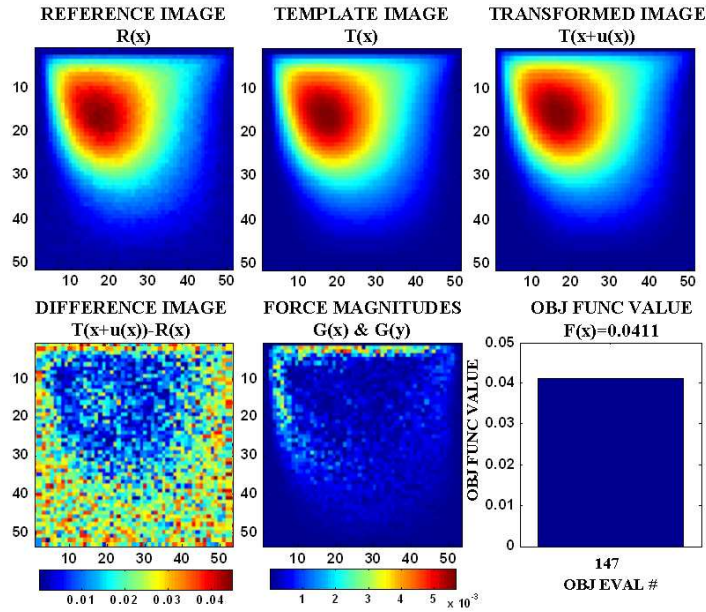 REFERENCE IMAGE
R(x)
TEMPLATE IMAGE
T(x)
TRANSFORMED IMAGE
T(x+u(x))
10
20
30
40
50
10 20 30 40 50
10
20
30
40
50
10 20 30 40 50
10
20
30
40
50
10 20 30 40 50
DIFFERENCE IMAGE
T(x+u(x))-R(x)
FORCE MAGNITUDES
G(x) & G(y)
OBJ FUNC VALUE
F(x)=0.0411
10
20
30
40
50
10 20 30 40 50
0.01 0.02 0.03 0.04
10
20
30
40
50
10 20 30 40 50
1 2 3 4 5
x 10⁻³
OBJ FUNC VALUE
0.05
0.04
0.03
0.02
0.01
0
147
OBJ EVAL #